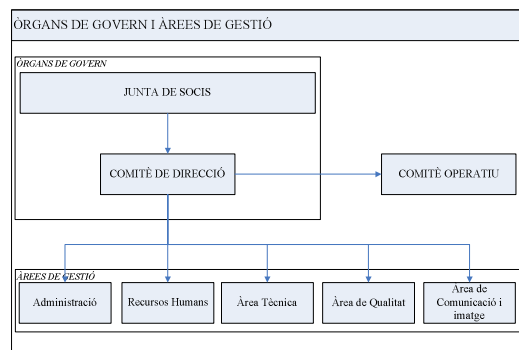 ÒRGANS DE GOVERN I ÀREES DE GESTIÓ
ÒRGANS DE GOVERN
JUNTA DE SOCIS
COMITÈ DE DIRECCIÓ
COMITÈ OPERATIU
ÀREES DE GESTIÓ
Administració
Recursos Humans
Àrea Tècnica
Àrea de Qualitat
Àrea de
Comunicació i
imatge